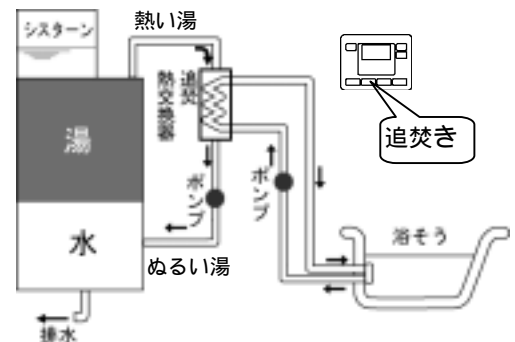 シスターン
熱い湯
追焚
熱交換器
追焚き
湯
ポンプ
ポンプ
浴そう
水
ぬるい湯
排水